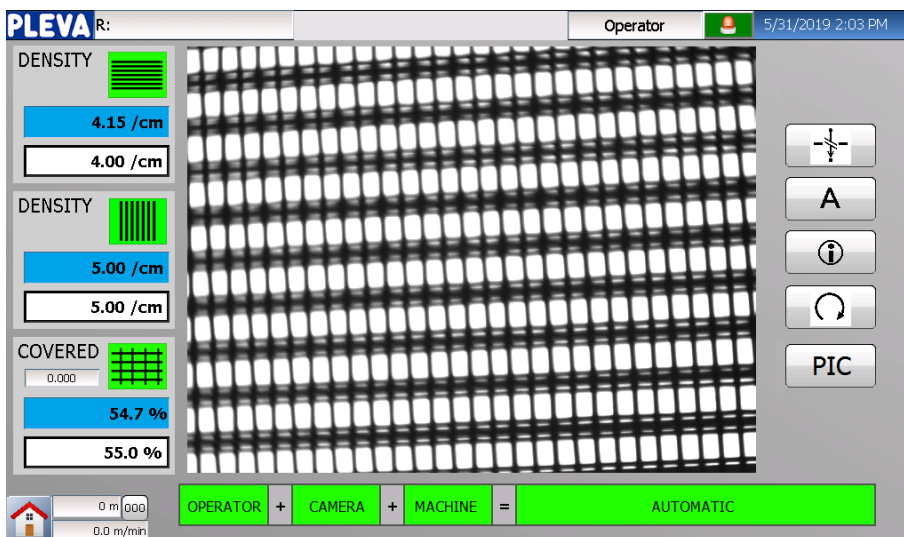 PLEVA R: Operator 5/31/2019 2:03 PM
DENSITY
4.15 /cm
4.00 /cm
A
DENSITY
5.00 /cm
5.00 /cm
COVERED
0.000
PIC
54.7 %
55.0 %
OPERATOR + CAMERA + MACHINE = AUTOMATIC
0 m 000
0.0 m/min